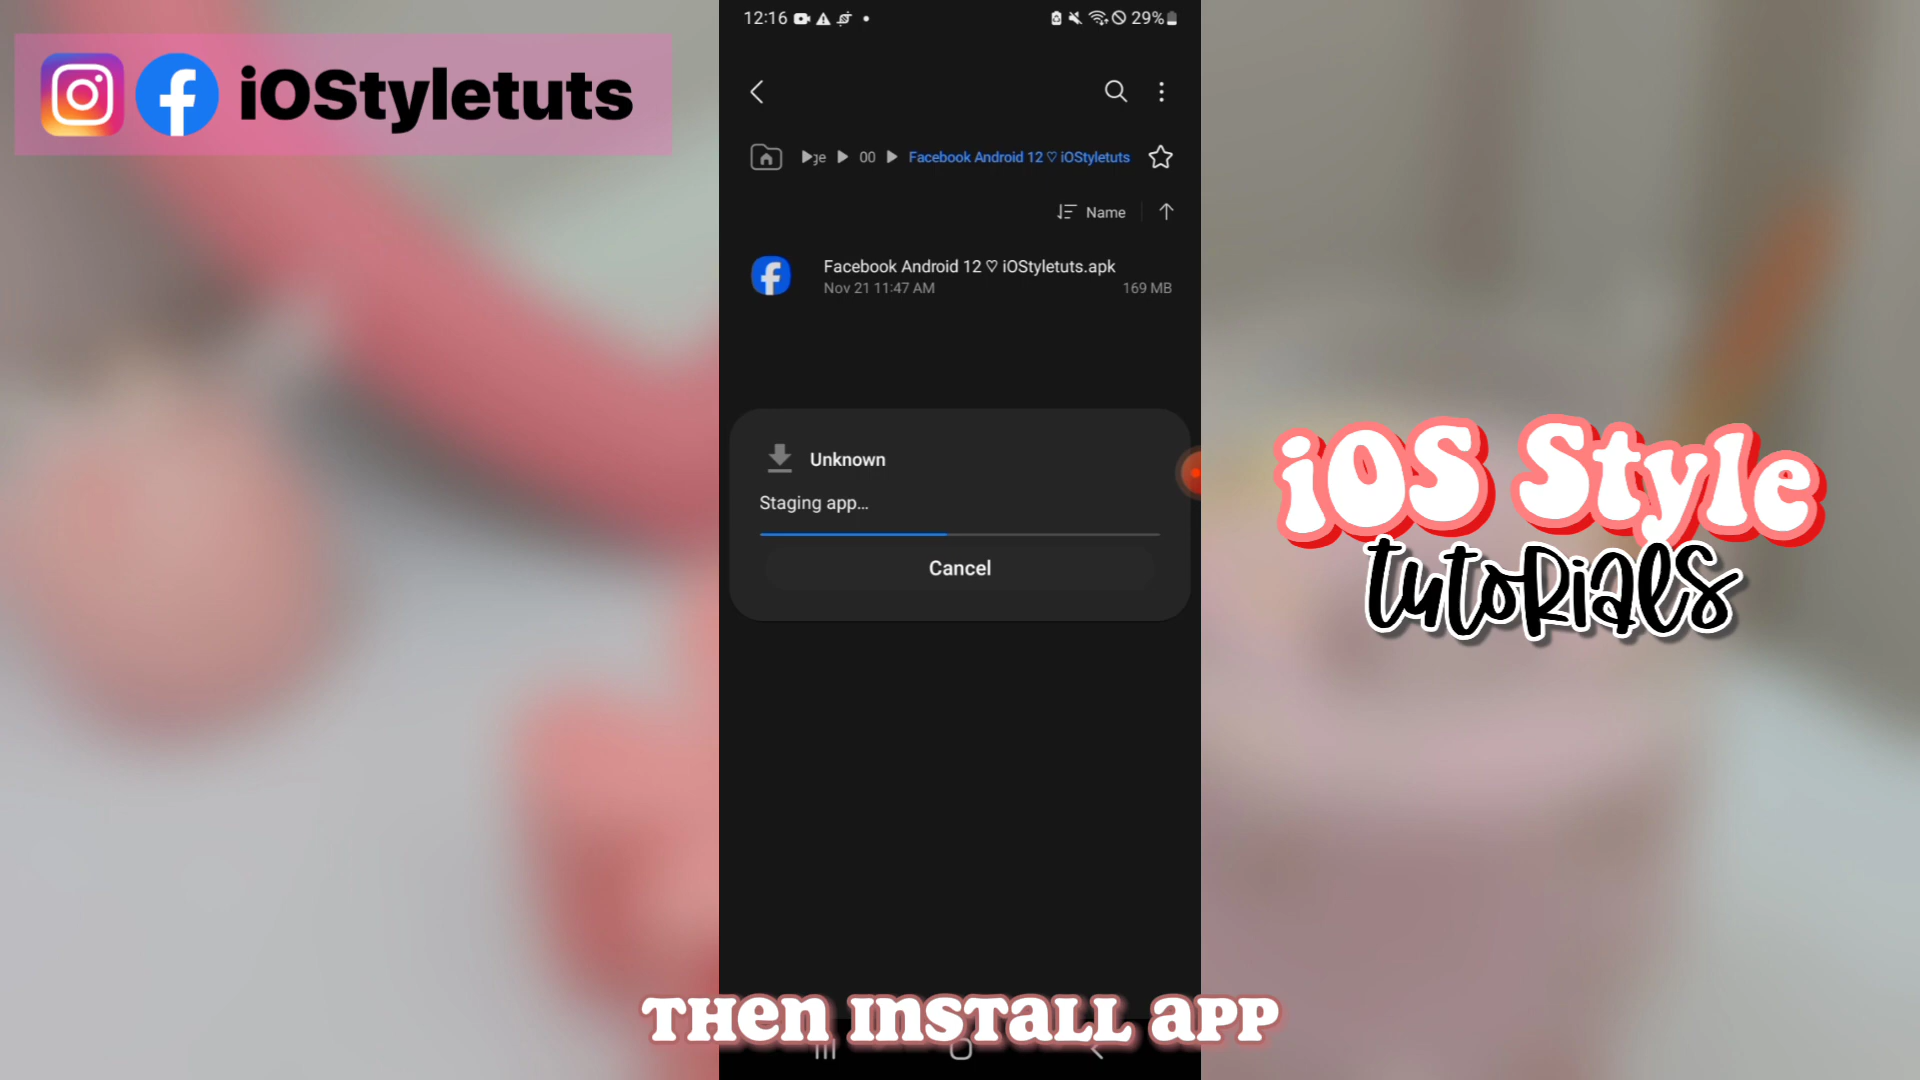 iOStyletuts
12:16
29%
ɡe 00 Facebook Android 12 ♡ iOStyletuts
Name
Facebook Android 12 ♡ iOStyletuts.apk
Nov 21 11:47 AM
169 MB
Unknown
Staging app...
Cancel
iOS Style
tutorials
THEN INSTALL APP